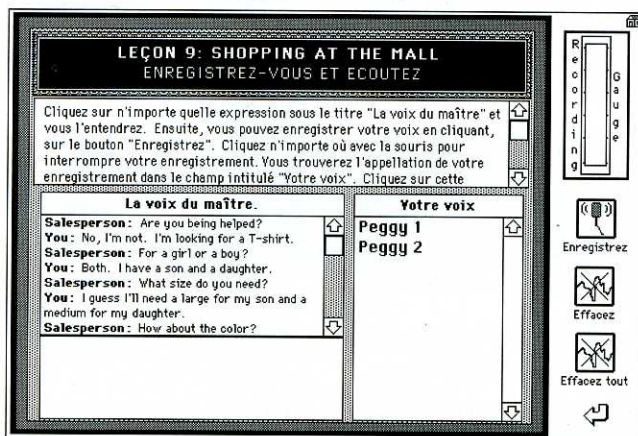 LEÇON 9: SHOPPING AT THE MALL
ENREGISTREZ-VOUS ET ECOUTEZ
Cliquez sur n'importe quelle expression sous le titre "La voix du maître" et
vous l'entendrez. Ensuite, vous pouvez enregistrer votre voix en cliquant,
sur le bouton "Enregistrez". Cliquez n'importe où avec la souris pour
interrompre votre enregistrement. Vous trouverez l'appellation de votre
enregistrement dans le champ intitulé "Votre voix". Cliquez sur cette
La voix du maître.
Salesperson: Are you being helped?
You: No, I'm not. I'm looking for a T-shirt.
Salesperson: For a girl or a boy?
You: Both. I have a son and a daughter.
Salesperson: What size do you need?
You: I guess I'll need a large for my son and a
medium for my daughter.
Salesperson: How about the color?
Votre voix
Peggy 1
Peggy 2
Recording
Gauge
Enregistrez
Effacez
Effacez tout